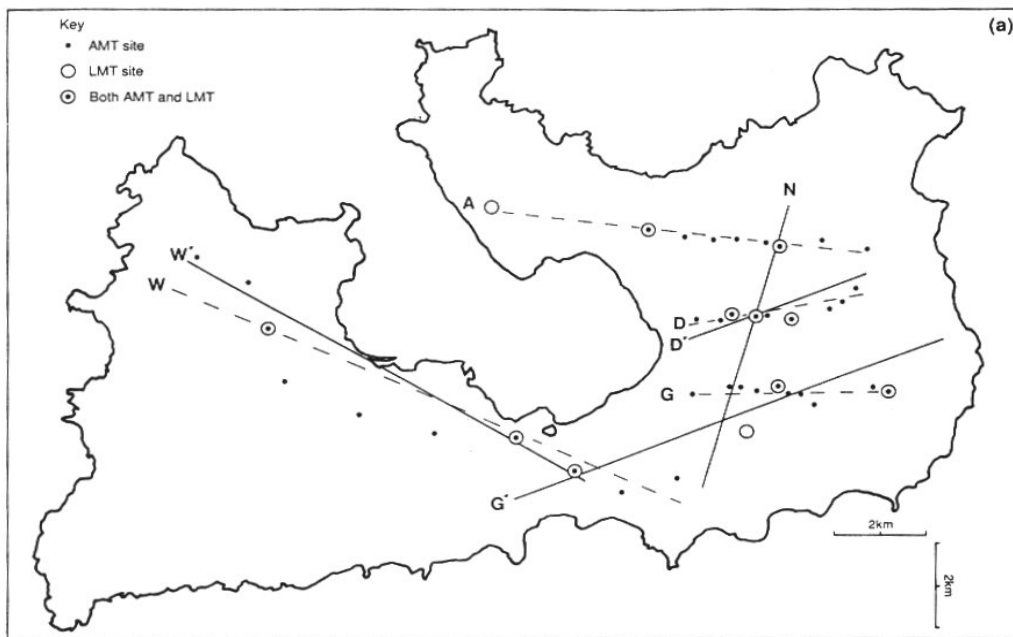 (a)
Key
AMT site
LMT site
Both AMT and LMT
N
A
W´
W
D
D´
G
G´
2km
2km